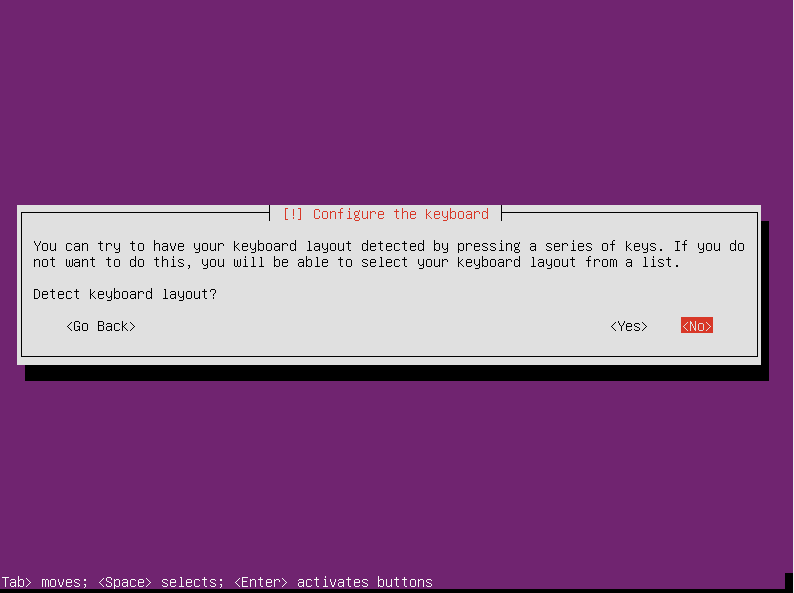 [!] Configure the keyboard
You can try to have your keyboard layout detected by pressing a series of keys. If you do
not want to do this, you will be able to select your keyboard layout from a list.
Detect keyboard layout?
<Go Back> <Yes> <No>
Tab> moves; <Space> selects; <Enter> activates buttons